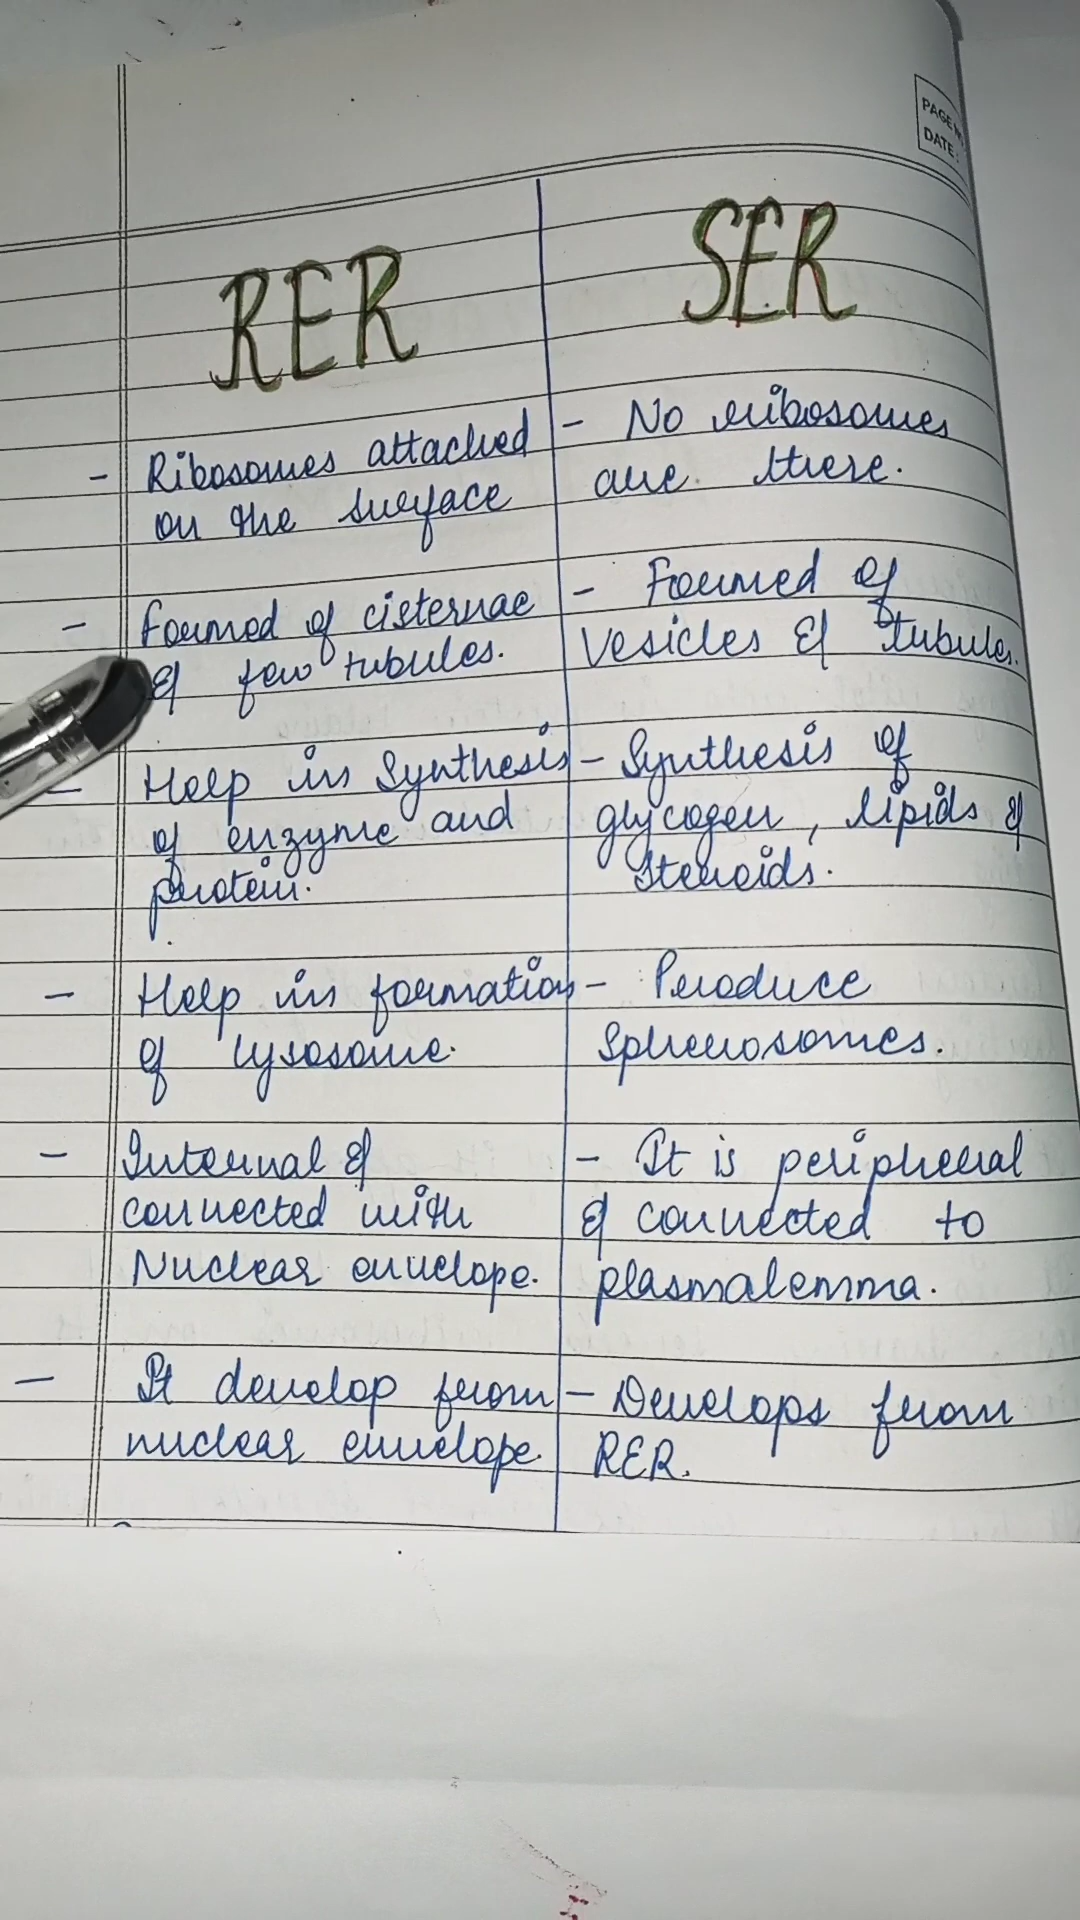 PAGE N
DATE:
RER
SER
- Ribosomes attached
on the surface
- No ribosomes
are there.
- formed of cisternae
& few tubules.
- Formed of
vesicles & tubules.
- Help in synthesis
of enzyme and
protein.
- Synthesis of
glycogen, lipids &
steroids.
- Help in formation
of lysosome.
- Produce
Spherosomes.
- Internal &
connected with
Nuclear envelope.
- It is peripheral
& connected to
plasmalemma.
- It develop from
nuclear envelope.
- Develops from
RER.